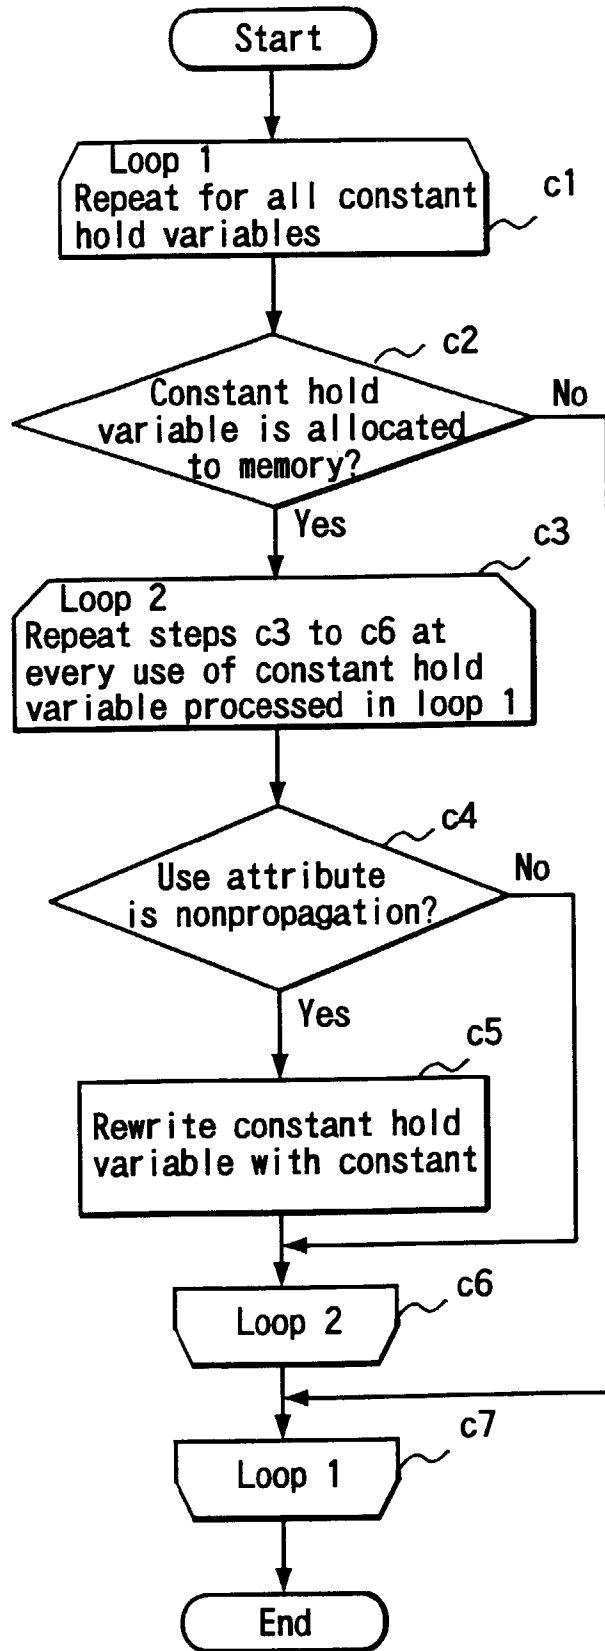 Start
Loop 1
Repeat for all constant
hold variables
c1
c2
Constant hold
variable is allocated
to memory?
No
Yes
c3
Loop 2
Repeat steps c3 to c6 at
every use of constant hold
variable processed in loop 1
c4
Use attribute
is nonpropagation?
No
Yes
c5
Rewrite constant hold
variable with constant
c6
Loop 2
c7
Loop 1
End